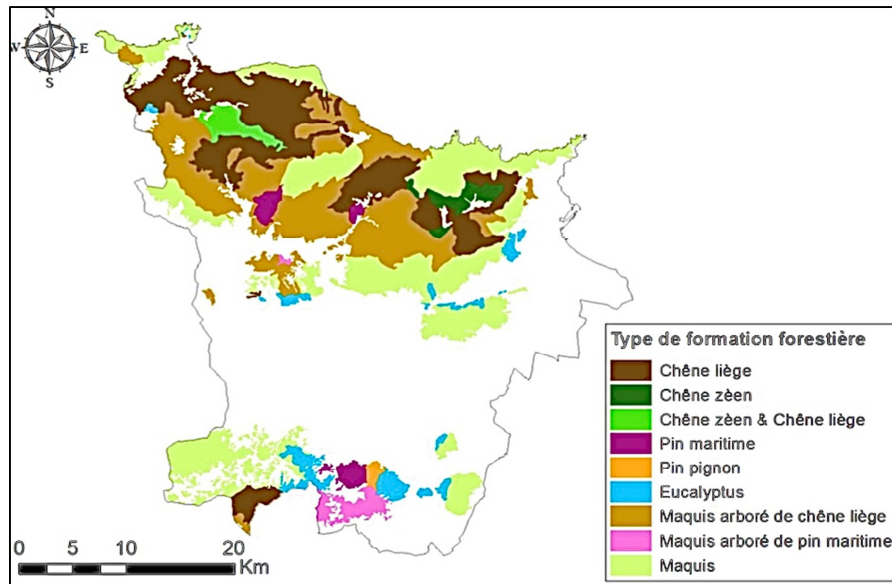 N
W E
S
Type de formation forestière
Chêne liège
Chêne zèen
Chêne zèen & Chêne liège
Pin maritime
Pin pignon
Eucalyptus
Maquis arboré de chêne liège
Maquis arboré de pin maritime
Maquis
0 5 10 20
Km